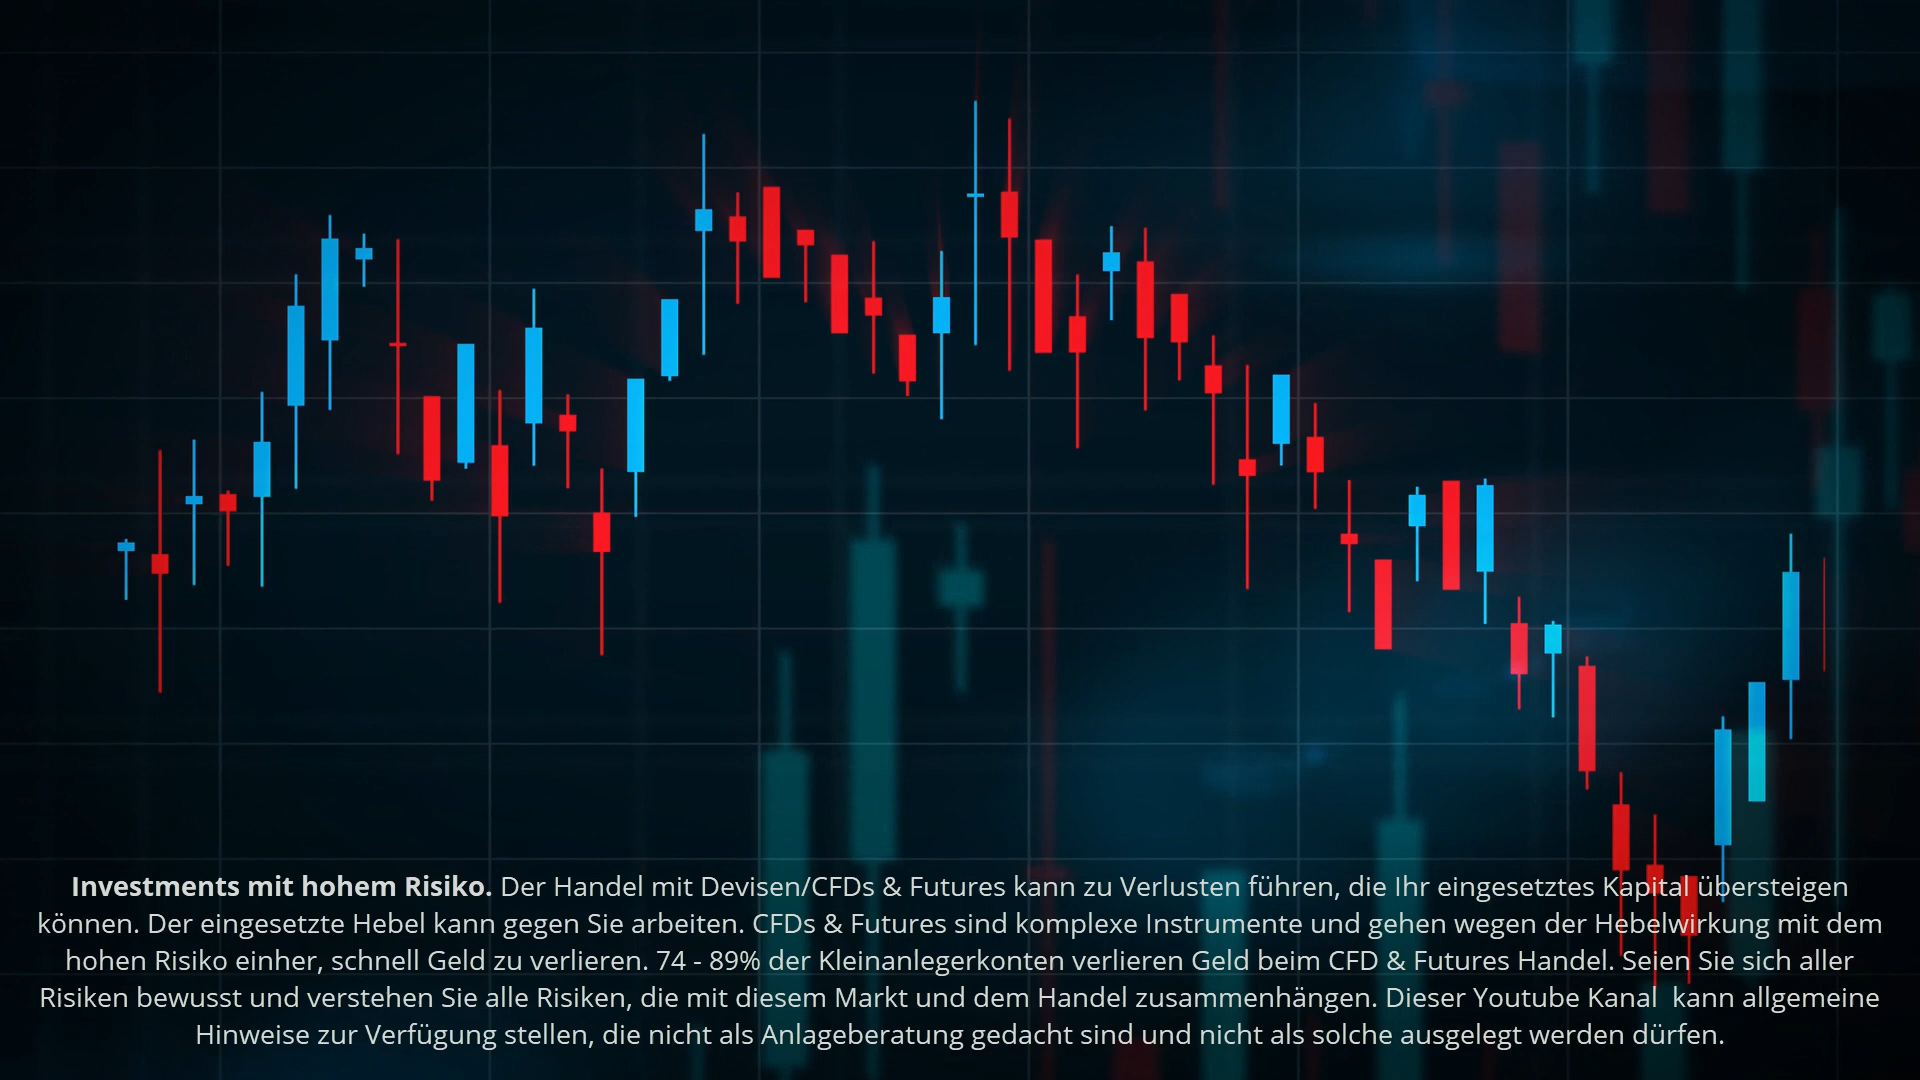 Investments mit hohem Risiko. Der Handel mit Devisen/CFDs & Futures kann zu Verlusten führen, die Ihr eingesetztes Kapital übersteigen
können. Der eingesetzte Hebel kann gegen Sie arbeiten. CFDs & Futures sind komplexe Instrumente und gehen wegen der Hebelwirkung mit dem
hohen Risiko einher, schnell Geld zu verlieren. 74 - 89% der Kleinanlegerkonten verlieren Geld beim CFD & Futures Handel. Seien Sie sich aller
Risiken bewusst und verstehen Sie alle Risiken, die mit diesem Markt und dem Handel zusammenhängen. Dieser Youtube Kanal  kann allgemeine
Hinweise zur Verfügung stellen, die nicht als Anlageberatung gedacht sind und nicht als solche ausgelegt werden dürfen.